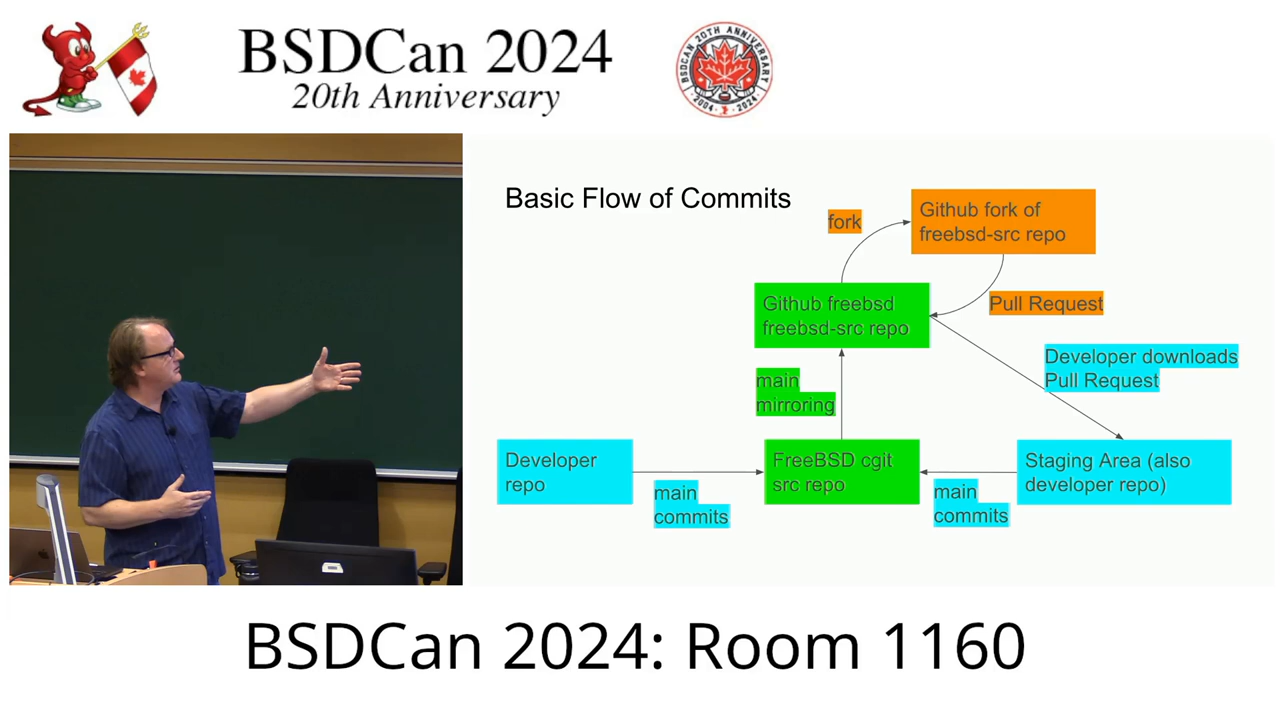 BSDCan 2024
20th Anniversary
BSDCAN 20TH ANNIVERSARY
2004 2024
Basic Flow of Commits
fork
Github fork of
freebsd-src repo
Github freebsd
freebsd-src repo
Pull Request
Developer downloads
Pull Request
main
mirroring
Developer
repo
main
commits
FreeBSD cgit
src repo
main
commits
Staging Area (also
developer repo)
BSDCan 2024: Room 1160